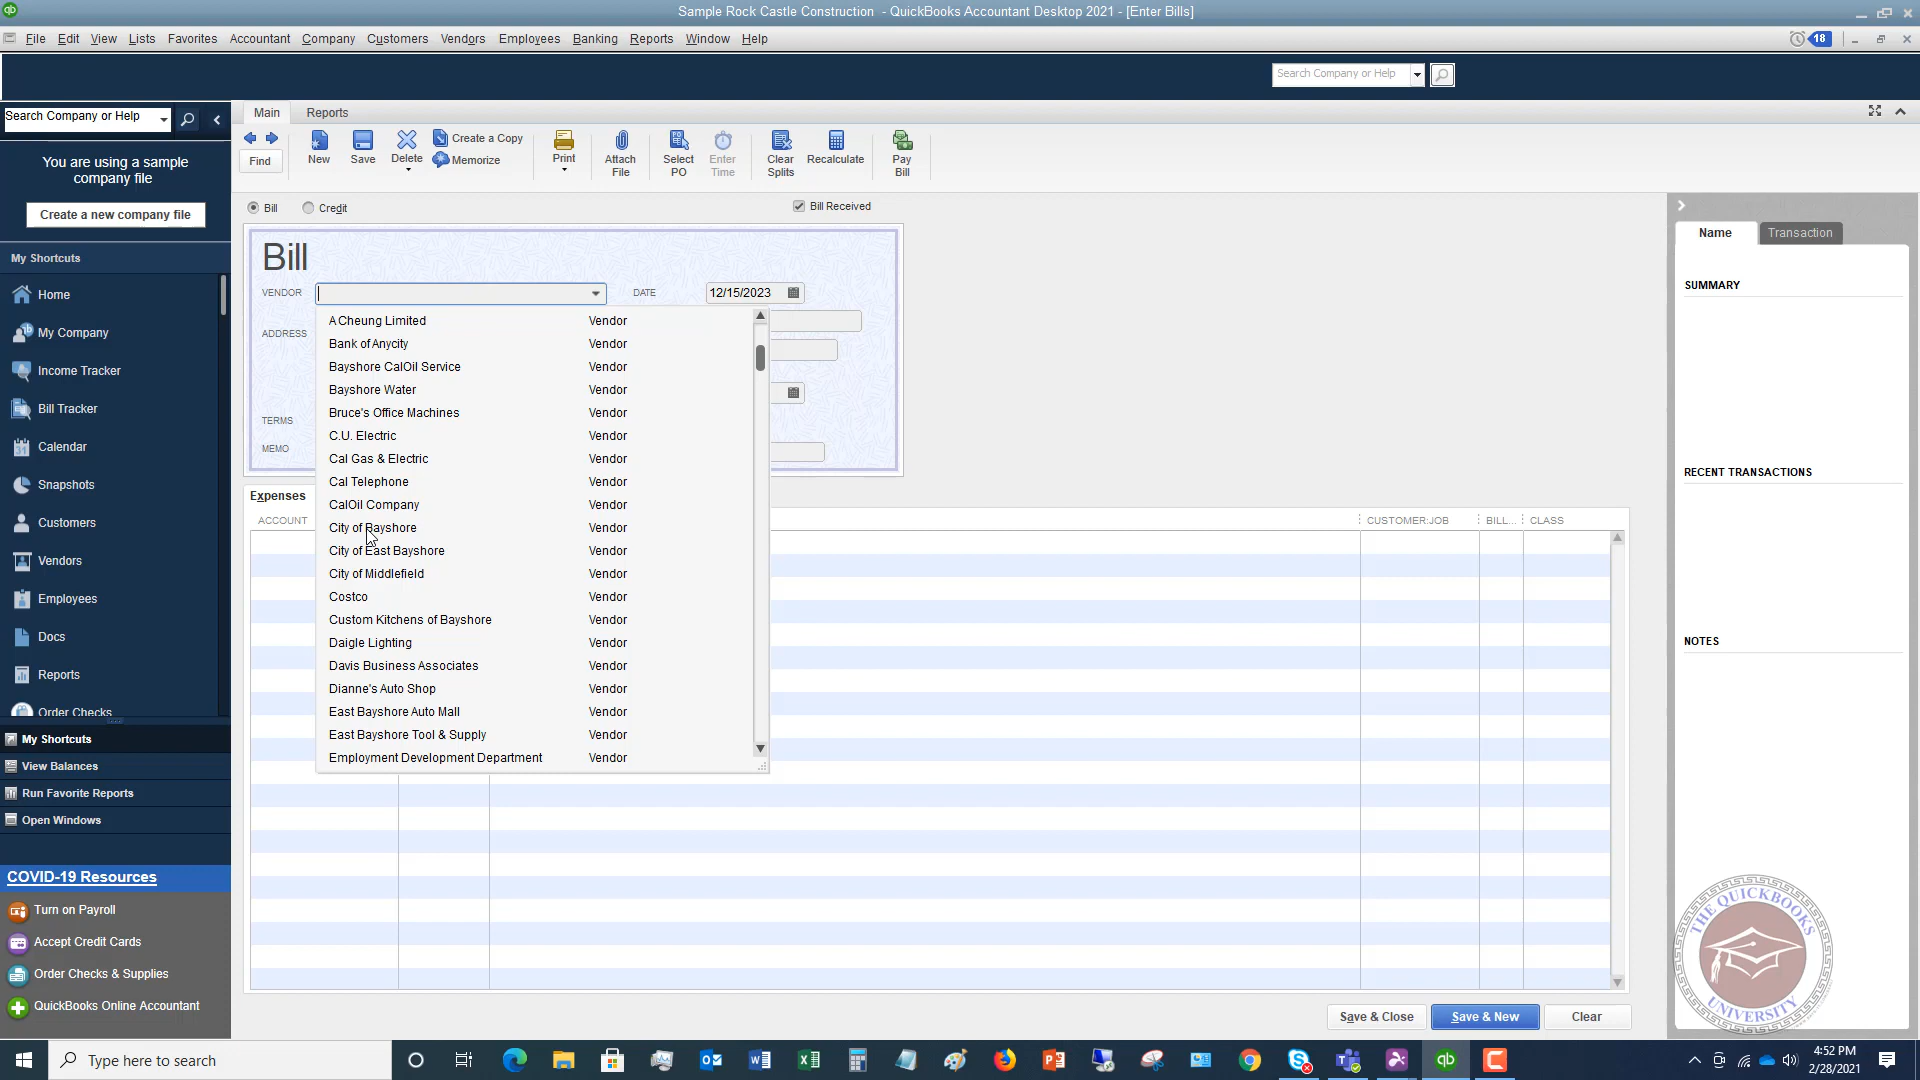 Sample Rock Castle Construction - QuickBooks Accountant Desktop 2021 - [Enter Bills]
File Edit View Lists Favorites Accountant Company Customers Vendors Employees Banking Reports Window Help
18
Search Company or Help
Search Company or Help
You are using a sample
company file
Create a new company file
My Shortcuts
Home
My Company
Income Tracker
Bill Tracker
Calendar
Snapshots
Customers
Vendors
Employees
Docs
Reports
Order Checks
My Shortcuts
View Balances
Run Favorite Reports
Open Windows
COVID-19 Resources
Turn on Payroll
Accept Credit Cards
Order Checks & Supplies
QuickBooks Online Accountant
Main Reports
Find
New
Save
Delete
Create a Copy
Memorize
Print
Attach
File
Select
PO
Enter
Time
Clear
Splits
Recalculate
Pay
Bill
Bill Credit Bill Received
Bill
VENDOR
DATE 12/15/2023
ADDRESS
TERMS
MEMO
A Cheung Limited Vendor
Bank of Anycity Vendor
Bayshore CalOil Service Vendor
Bayshore Water Vendor
Bruce's Office Machines Vendor
C.U. Electric Vendor
Cal Gas & Electric Vendor
Cal Telephone Vendor
CalOil Company Vendor
City of Bayshore Vendor
City of East Bayshore Vendor
City of Middlefield Vendor
Costco Vendor
Custom Kitchens of Bayshore Vendor
Daigle Lighting Vendor
Davis Business Associates Vendor
Dianne's Auto Shop Vendor
East Bayshore Auto Mall Vendor
East Bayshore Tool & Supply Vendor
Employment Development Department Vendor
Expenses
ACCOUNT CUSTOMER:JOB BILL... CLASS
Save & Close Save & New Clear
Name Transaction
SUMMARY
RECENT TRANSACTIONS
NOTES
THE QUICKBOOKS
UNIVERSITY
Type here to search
4:52 PM
2/28/2021